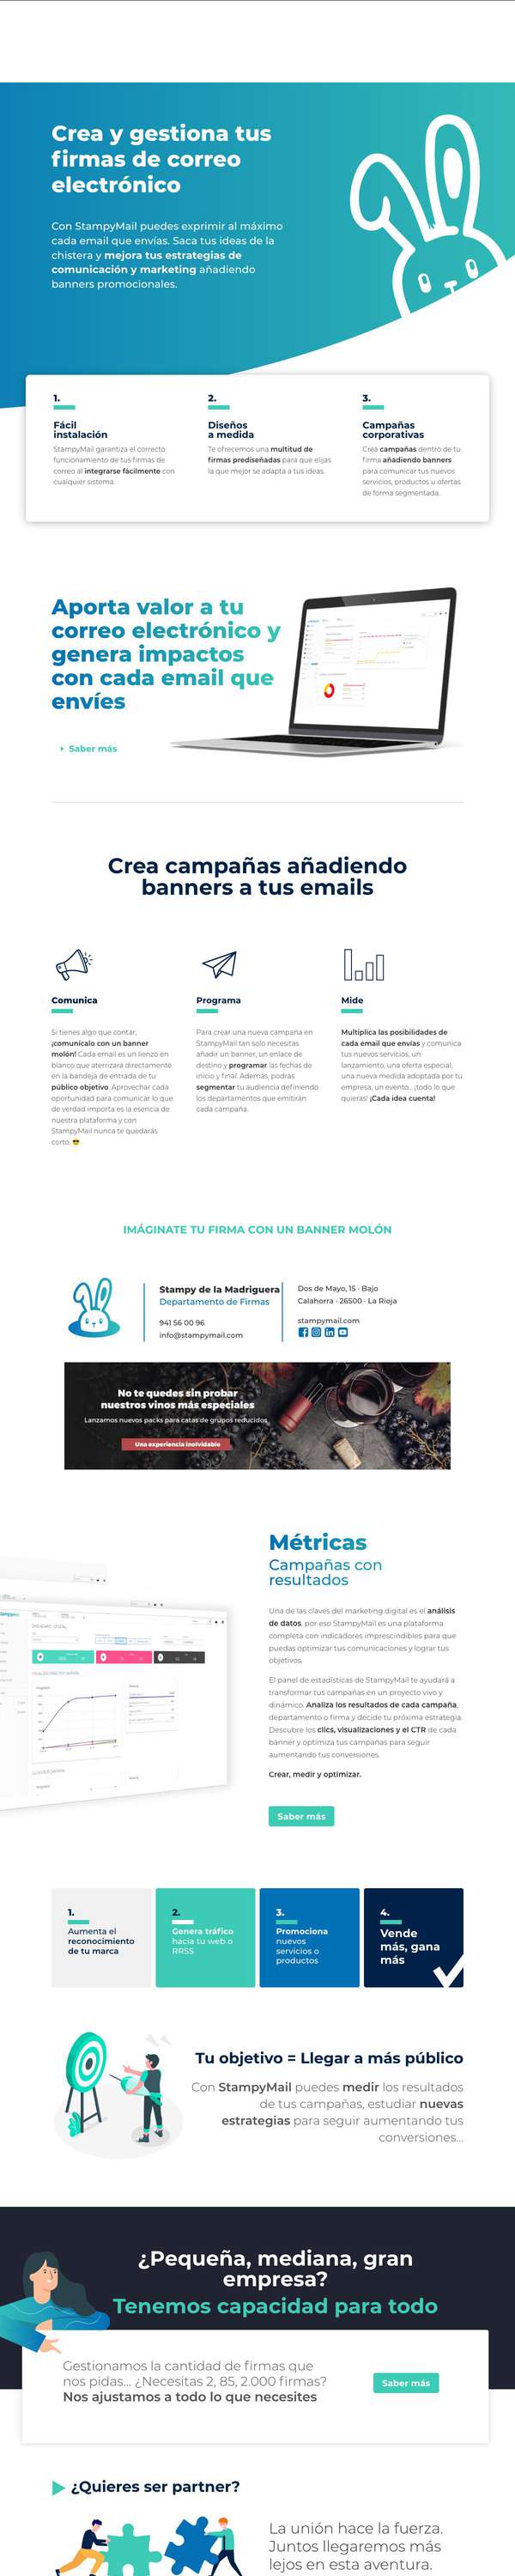 Crea y gestiona tus
firmas de correo
electrónico
Con StampyMail puedes exprimir al máximo
cada email que envías. Saca tus ideas de la
chistera y mejora tus estrategias de
comunicación y marketing añadiendo
banners promocionales.
1.
Fácil
instalación
StampyMail garantiza el correcto
funcionamiento de tus firmas de
correo al integrarse fácilmente con
cualquier sistema.
2.
Diseños
a medida
Te ofrecemos una multitud de
firmas prediseñadas para que elijas
la que mejor se adapta a tus ideas.
3.
Campañas
corporativas
Crea campañas dentro de tu
firma añadiendo banners
para comunicar tus nuevos
servicios, productos u ofertas
de forma segmentada.
Aporta valor a tu
correo electrónico y
genera impactos
con cada email que
envíes
Saber más
Crea campañas añadiendo
banners a tus emails
Comunica
Si tienes algo que contar,
¡comunícalo con un banner
molón! Cada email es un lienzo en
blanco que aterrizará directamente
en la bandeja de entrada de tu
público objetivo. Aprovechar cada
oportunidad para comunicar lo que
de verdad importa es la esencia de
nuestra plataforma y con
StampyMail nunca te quedarás
corto. 😎
Programa
Para crear una nueva campaña en
StampyMail tan solo necesitas
añadir un banner, un enlace de
destino y programar las fechas de
inicio y final. Además, podrás
segmentar tu audiencia definiendo
los departamentos que emitirán
cada campaña.
Mide
Multiplica las posibilidades de
cada email que envías y comunica
tus nuevos servicios, un
lanzamiento, una oferta especial,
una nueva medida adoptada por tu
empresa, un evento... ¡todo lo que
quieras! ¡Cada idea cuenta!
IMÁGINATE TU FIRMA CON UN BANNER MOLÓN
Stampy de la Madriguera
Departamento de Firmas
941 56 00 96
info@stampymail.com
Dos de Mayo, 15 · Bajo
Calahorra · 26500 · La Rioja
stampymail.com
No te quedes sin probar
nuestros vinos más especiales
Lanzamos nuevos packs para catas de grupos reducidos
Una experiencia inolvidable
Métricas
Campañas con
resultados
Una de las claves del marketing digital es el análisis
de datos, por eso StampyMail es una plataforma
completa con indicadores imprescindibles para que
puedas optimizar tus comunicaciones y lograr tus
objetivos.
El panel de estadísticas de StampyMail te ayudará a
transformar tus campañas en un proyecto vivo y
dinámico. Analiza los resultados de cada campaña,
departamento o firma y decide tu próxima estrategia.
Descubre los clics, visualizaciones y el CTR de cada
banner y optimiza tus campañas para seguir
aumentando tus conversiones.
Crear, medir y optimizar.
Saber más
1.
Aumenta el
reconocimiento
de tu marca
2.
Genera tráfico
hacia tu web o
RRSS
3.
Promociona
nuevos
servicios o
productos
4.
Vende
más, gana
más
Tu objetivo = Llegar a más público
Con StampyMail puedes medir los resultados
de tus campañas, estudiar nuevas
estrategias para seguir aumentando tus
conversiones...
¿Pequeña, mediana, gran
empresa?
Tenemos capacidad para todo
Gestionamos la cantidad de firmas que
nos pidas... ¿Necesitas 2, 85, 2.000 firmas?
Nos ajustamos a todo lo que necesites
Saber más
¿Quieres ser partner?
La unión hace la fuerza.
Juntos llegaremos más
lejos en esta aventura.